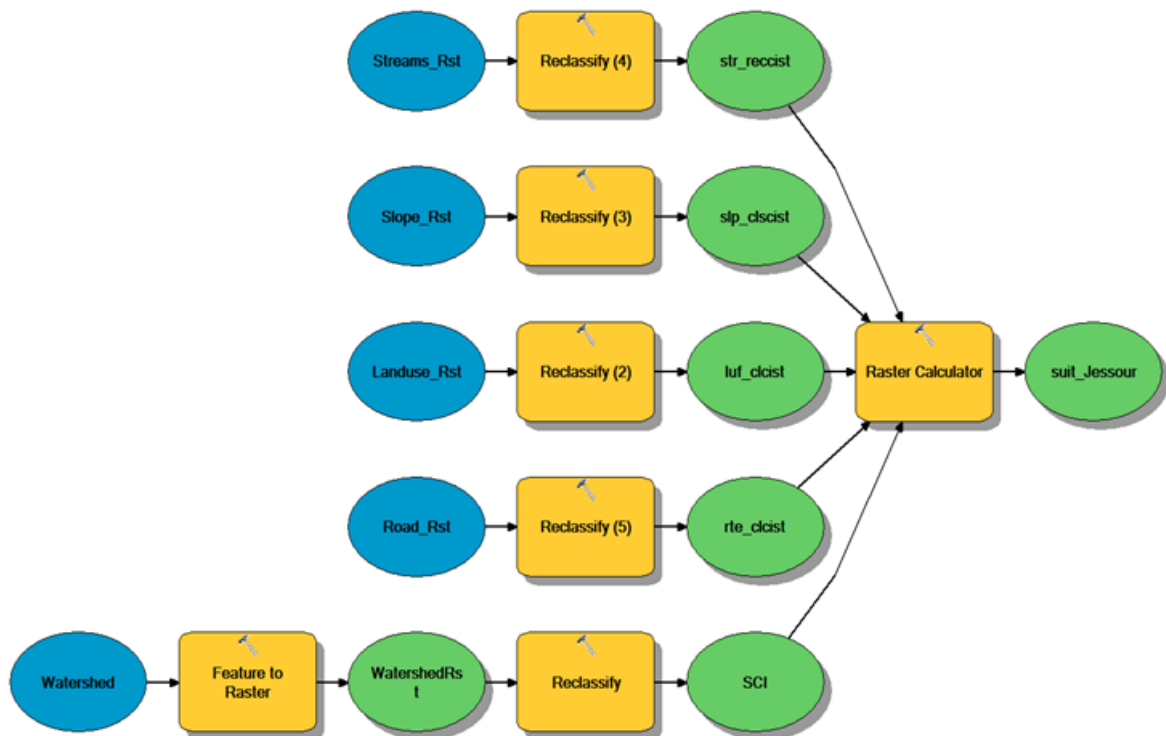 Streams_Rst
Reclassify (4)
str_reccist
Slope_Rst
Reclassify (3)
slp_clscist
Landuse_Rst
Reclassify (2)
luf_clcist
Raster Calculator
suit_Jessour
Road_Rst
Reclassify (5)
rte_clcist
Watershed
Feature to
Raster
WatershedRs
t
Reclassify
SCI